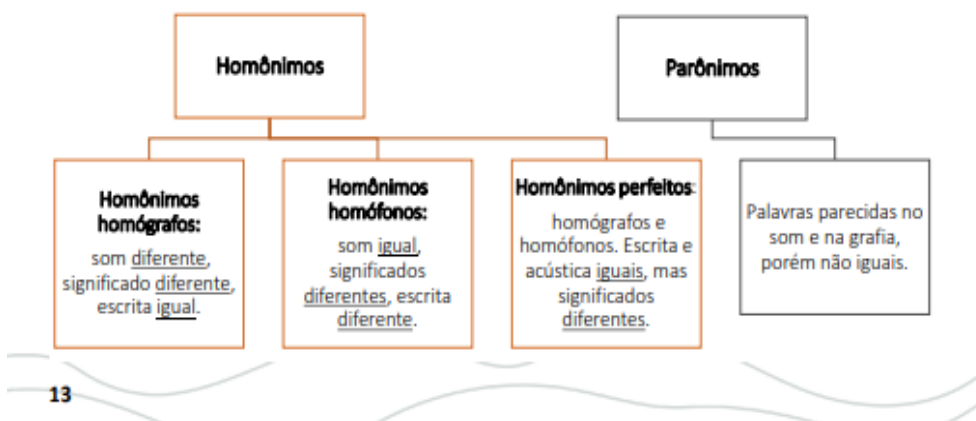 Homônimos
Parônimos
Homônimos
homógrafos:
som diferente,
significado diferente,
escrita igual.
Homônimos
homófonos:
som igual,
significados
diferentes, escrita
diferente.
Homônimos perfeitos:
homógrafos e
homófonos. Escrita e
acústica iguais, mas
significados
diferentes.
Palavras parecidas no
som e na grafia,
porém não iguais.
13